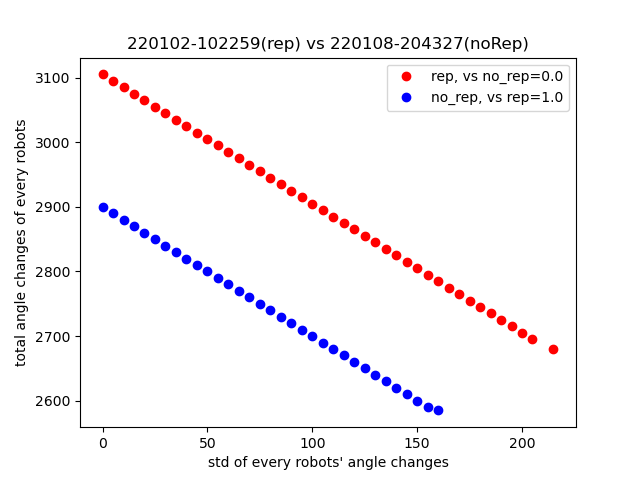 220102-102259(rep) vs 220108-204327(noRep)
rep, vs no_rep=0.0
no_rep, vs rep=1.0
total angle changes of every robots
3100
3000
2900
2800
2700
2600
0 50 100 150 200
std of every robots' angle changes